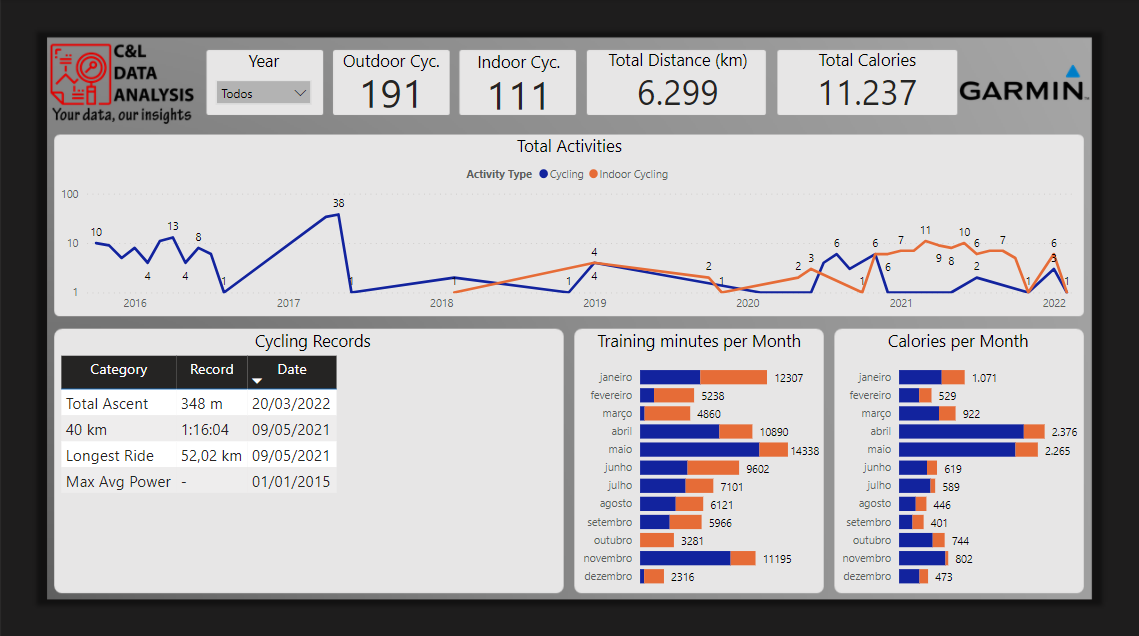 C&L
DATA
ANALYSIS
Your data, our insights
Year
Todos
Outdoor Cyc.
191
Indoor Cyc.
111
Total Distance (km)
6.299
Total Calories
11.237
GARMIN
Total Activities
Activity Type Cycling Indoor Cycling
100
10
1
10
4
13
4
8
1
38
1
1
1
4
4
2
1
2
3
6
1
6
6
7
11
9
8
10
6
2
7
1
6
3
1
2016 2017 2018 2019 2020 2021 2022
Cycling Records
Category Record Date
Total Ascent 348 m 20/03/2022
40 km 1:16:04 09/05/2021
Longest Ride 52,02 km 09/05/2021
Max Avg Power - 01/01/2015
Training minutes per Month
janeiro 12307
fevereiro 5238
março 4860
abril 10890
maio 14338
junho 9602
julho 7101
agosto 6121
setembro 5966
outubro 3281
novembro 11195
dezembro 2316
Calories per Month
janeiro 1.071
fevereiro 529
março 922
abril 2.376
maio 2.265
junho 619
julho 589
agosto 446
setembro 401
outubro 744
novembro 802
dezembro 473